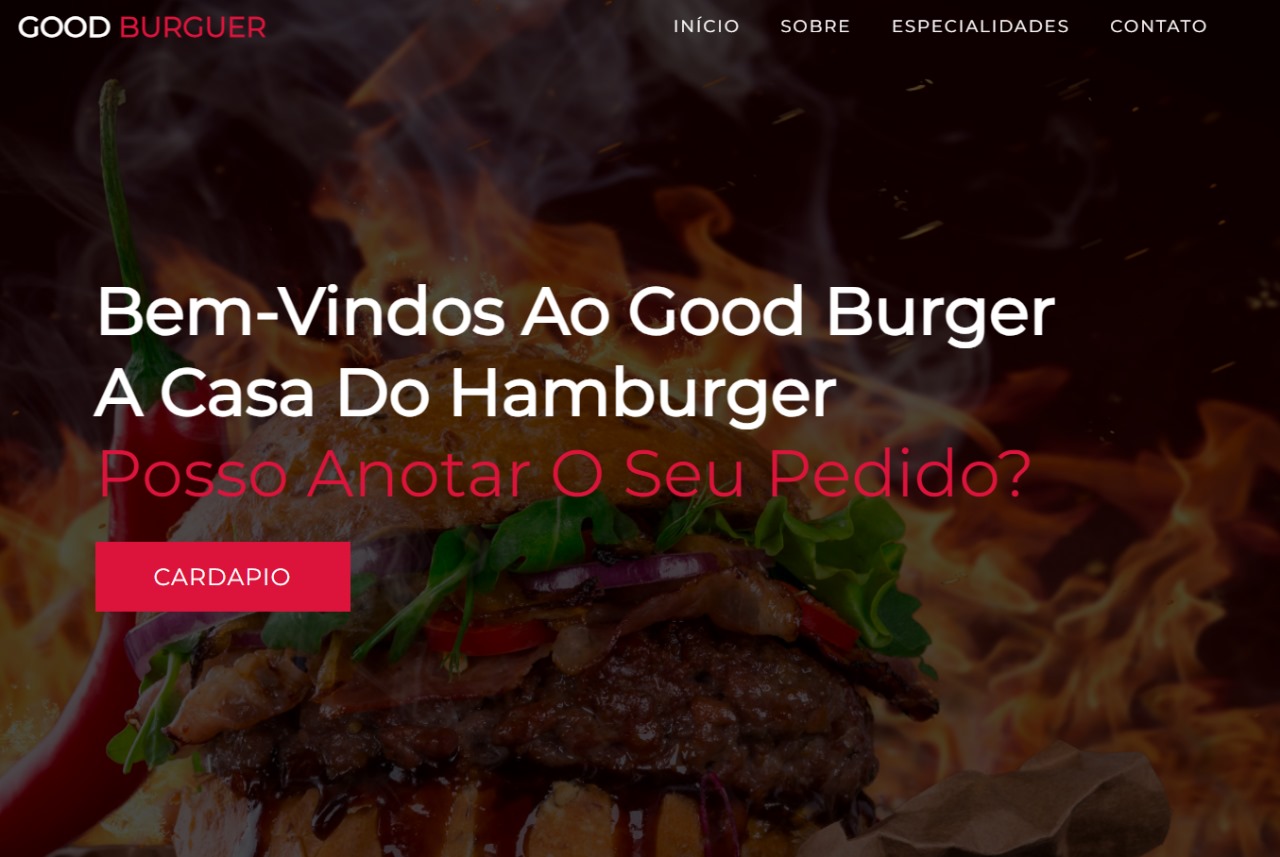 GOOD BURGUER
INÍCIO SOBRE ESPECIALIDADES CONTATO
Bem-Vindos Ao Good Burger
A Casa Do Hamburger
Posso Anotar O Seu Pedido?
CARDAPIO